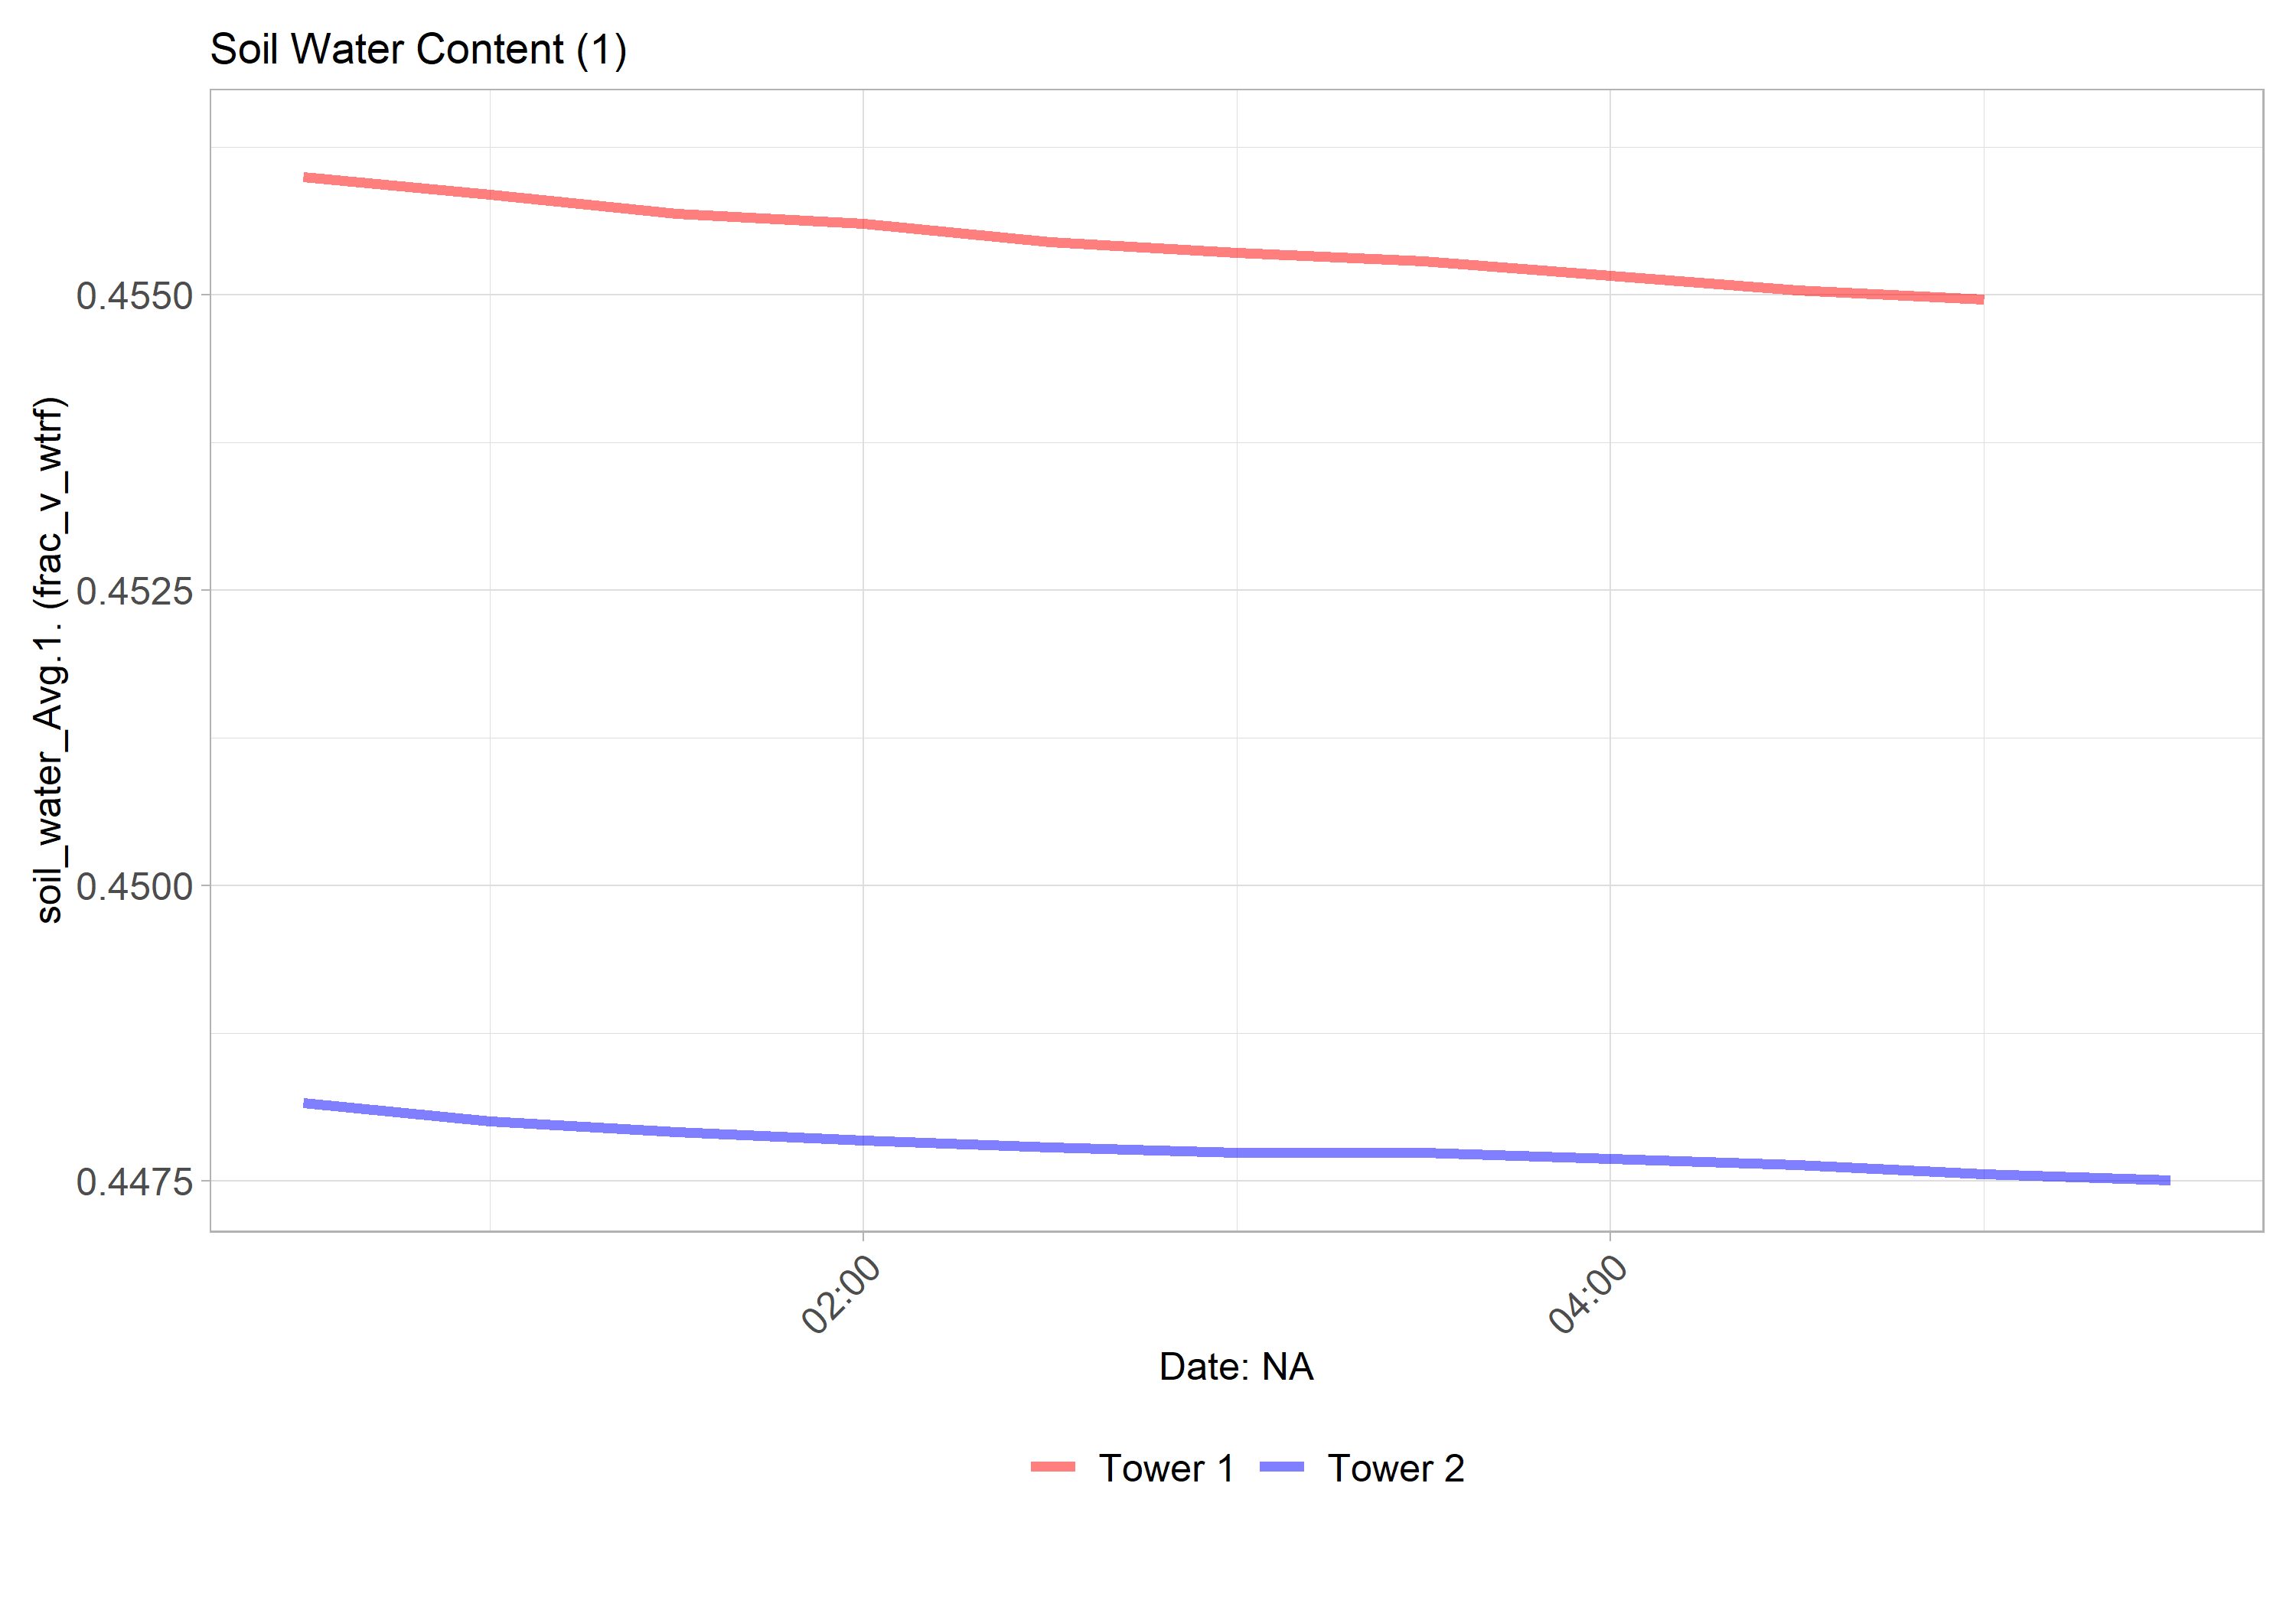 Soil Water Content (1)
soil_water_Avg.1. (frac_v_wtrf)
0.4550
0.4525
0.4500
0.4475
02:00
04:00
Date: NA
Tower 1
Tower 2